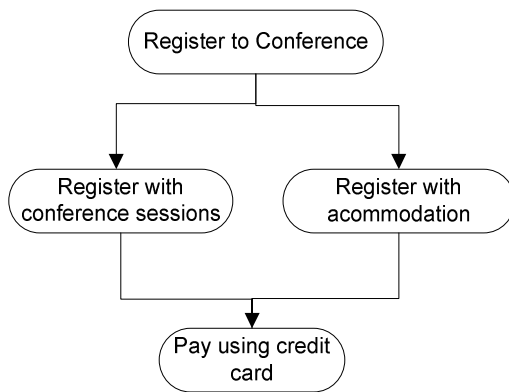 Register to Conference
Register with
conference sessions
Register with
acommodation
Pay using credit
card